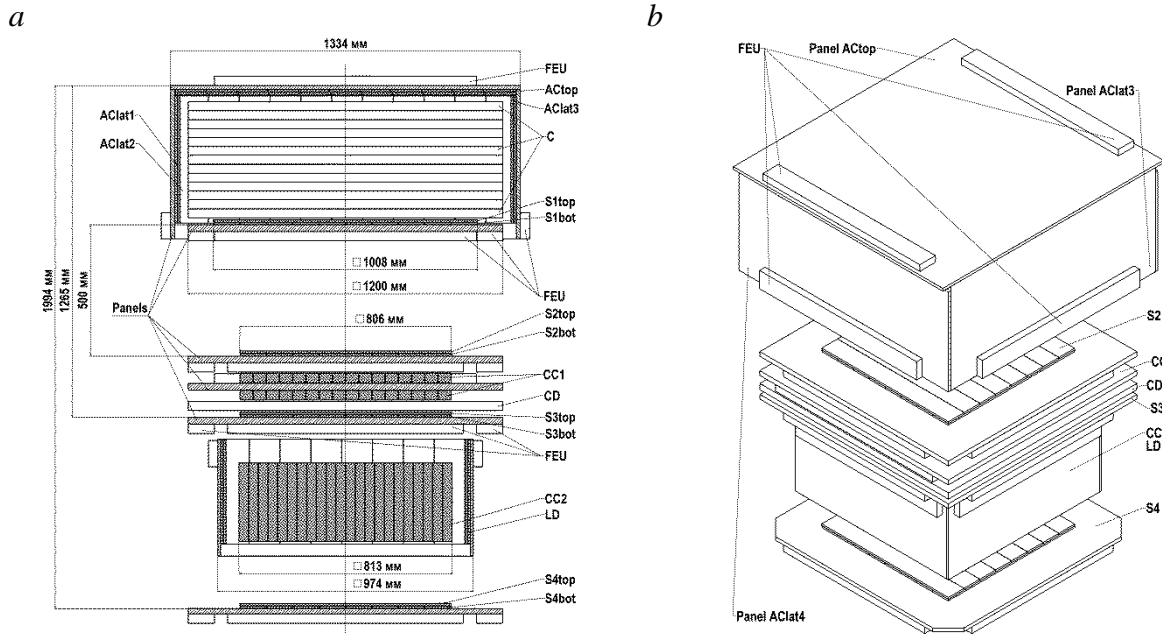 a
1334 мм
FEU
ACtop
AClat3
C
AClat1
AClat2
S1top
S1bot
1994 мм
1265 мм
500 мм
□1008 мм
□1200 мм
FEU
Panels
□806 мм
S2top
S2bot
CC1
CD
S3top
S3bot
FEU
CC2
LD
□813 мм
□974 мм
S4top
S4bot
b
FEU
Panel ACtop
Panel AClat3
S2
CC
CD
S3
CC
LD
S4
Panel AClat4